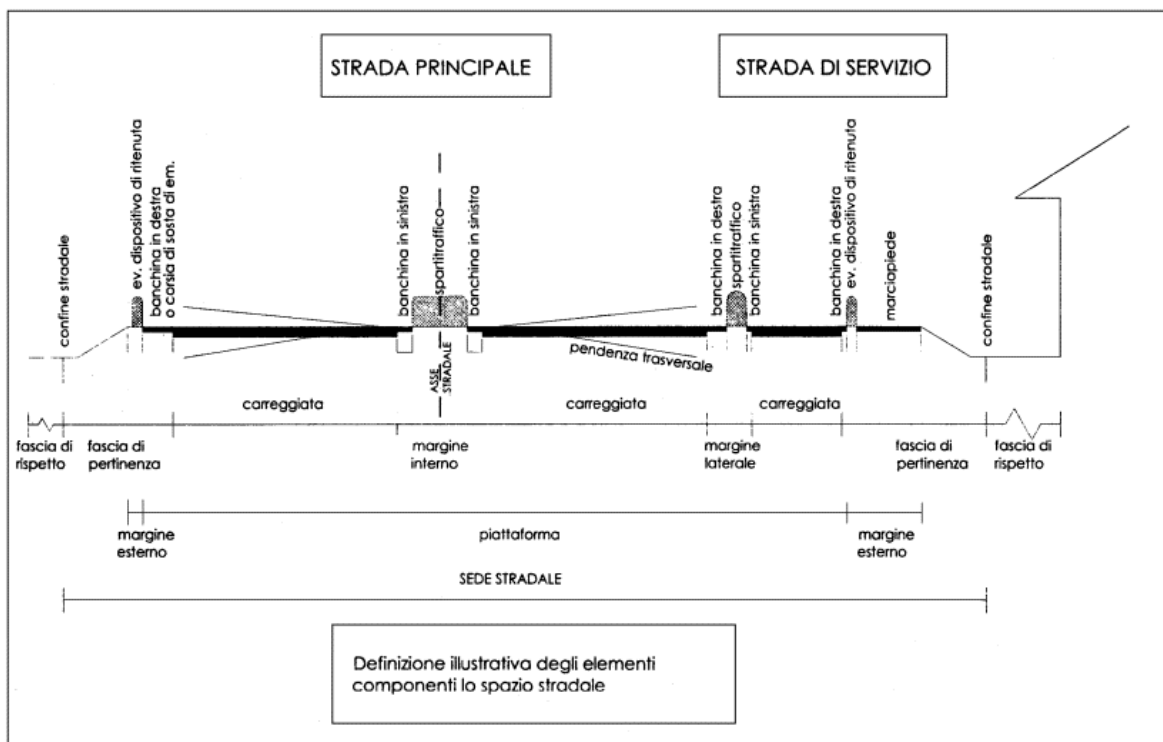 STRADA PRINCIPALE
STRADA DI SERVIZIO
confine stradale
ev. dispositivo di ritenuta
banchina in destra
o corsia di sosta di em.
banchina in sinistra
spartitraffico
banchina in sinistra
banchina in destra
spartitraffico
banchina in sinistra
banchina in destra
ev. dispositivo di ritenuta
marciapiede
confine stradale
ASSE
STRADALE
pendenza trasversale
carreggiata
carreggiata
carreggiata
fascia di
rispetto
fascia di
pertinenza
margine
interno
margine
laterale
fascia di
pertinenza
fascia di
rispetto
margine
esterno
piattaforma
margine
esterno
SEDE STRADALE
Definizione illustrativa degli elementi
componenti lo spazio stradale